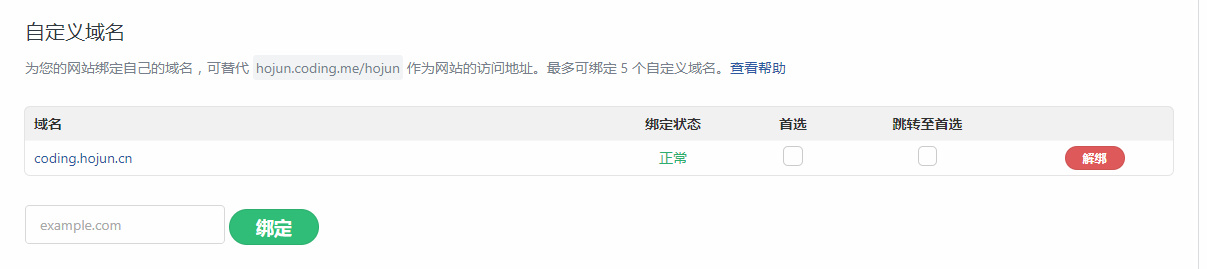 自定义域名
为您的网站绑定自己的域名，可替代 hojun.coding.me/hojun 作为网站的访问地址。最多可绑定 5 个自定义域名。查看帮助
域名 绑定状态 首选 跳转至首选
coding.hojun.cn 正常 解绑
example.com 绑定